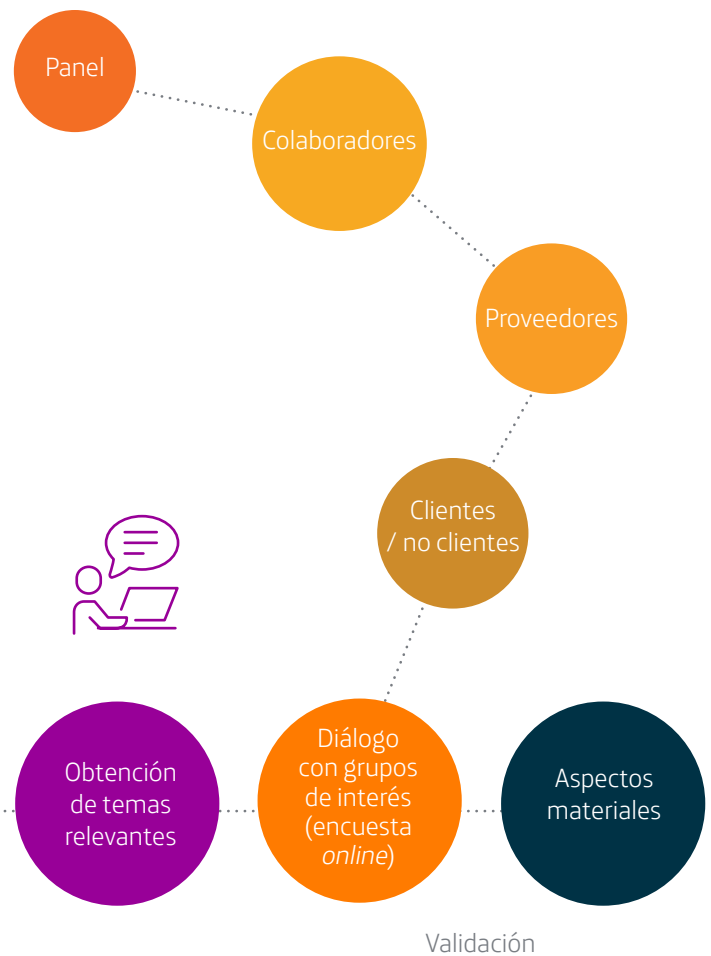 Panel
Colaboradores
Proveedores
Clientes
/ no clientes
Obtención
de temas
relevantes
Diálogo
con grupos
de interés
(encuesta
online)
Aspectos
materiales
Validación